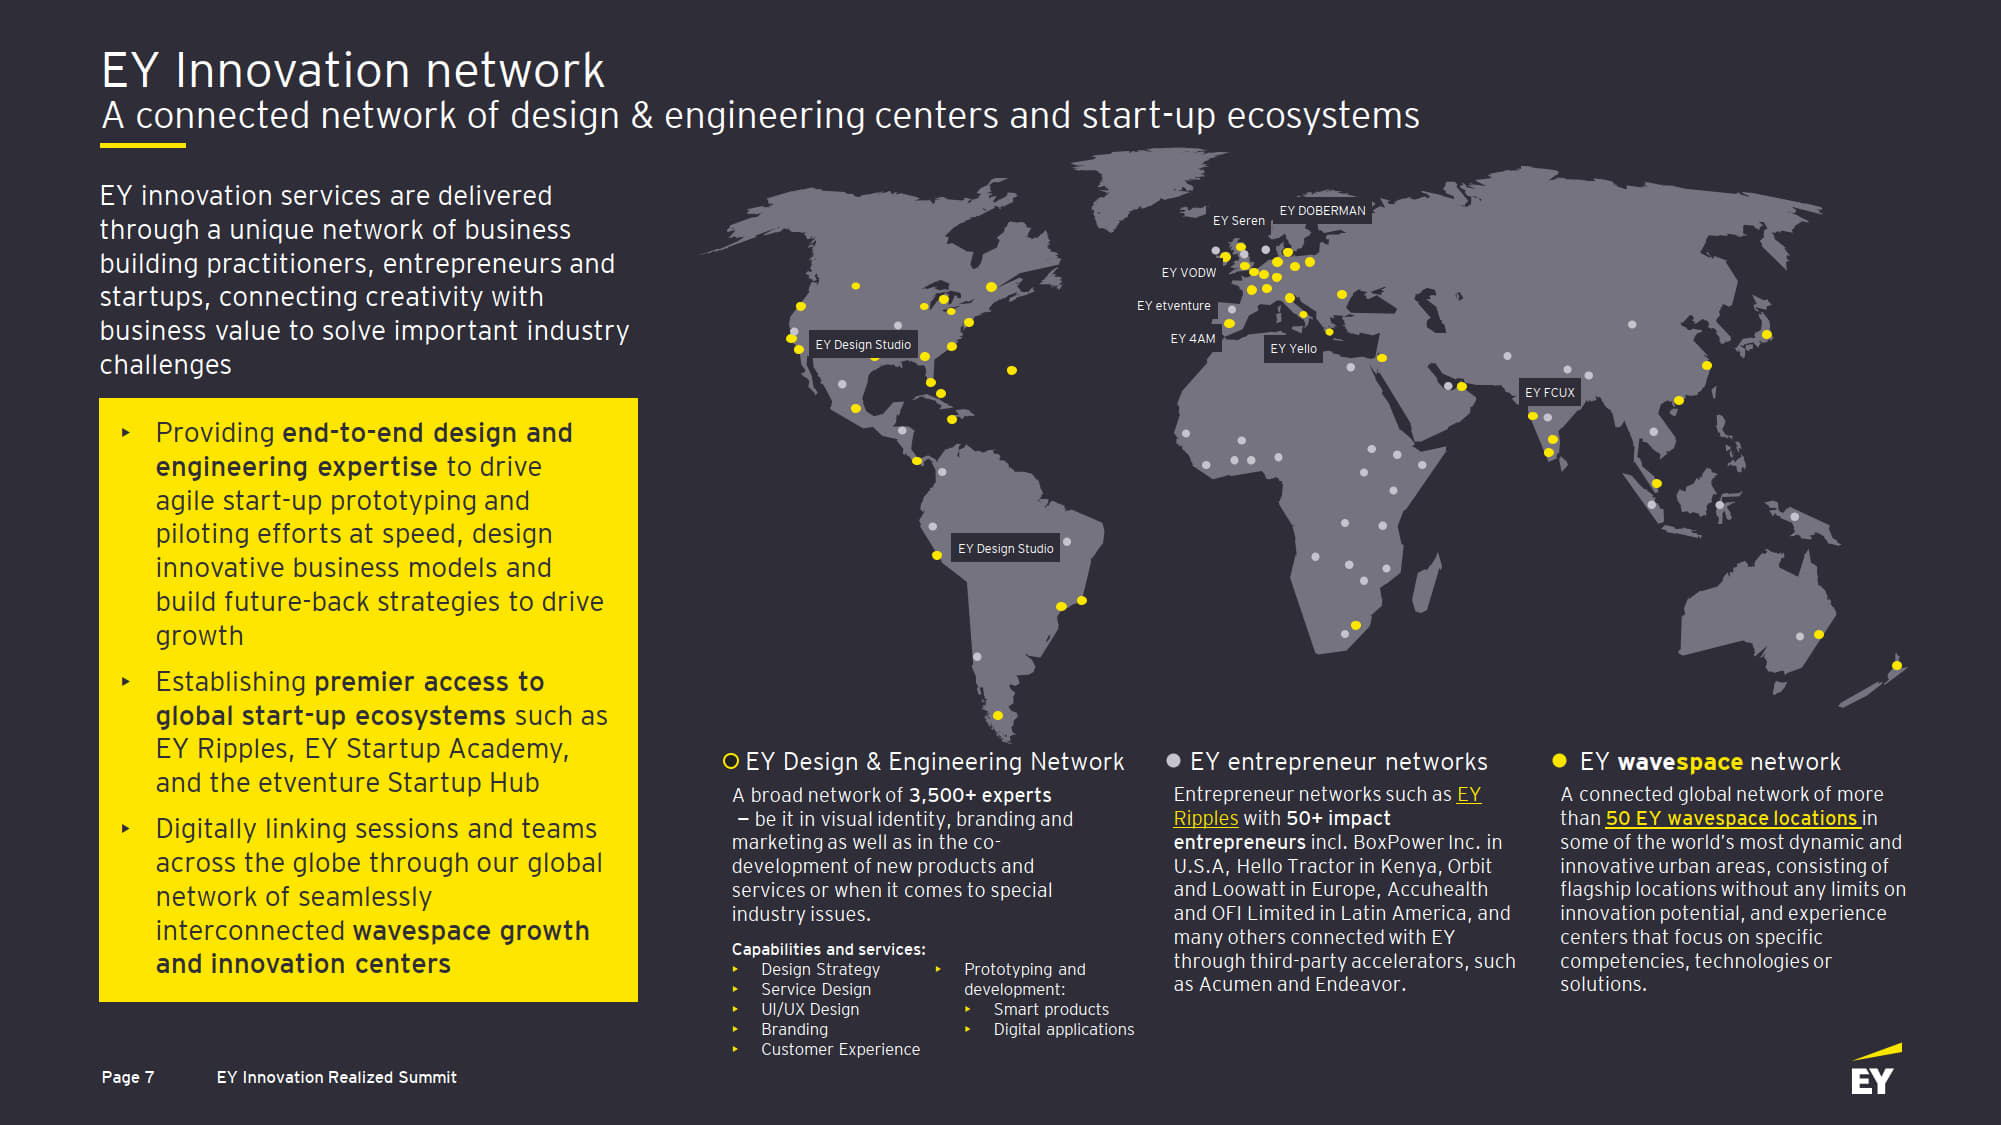 EY Innovation network
A connected network of design & engineering centers and start-up ecosystems
EY innovation services are delivered
through a unique network of business
building practitioners, entrepreneurs and
startups, connecting creativity with
business value to solve important industry
challenges
‣ Providing end-to-end design and
engineering expertise to drive
agile start-up prototyping and
piloting efforts at speed, design
innovative business models and
build future-back strategies to drive
growth
‣ Establishing premier access to
global start-up ecosystems such as
EY Ripples, EY Startup Academy,
and the etventure Startup Hub
‣ Digitally linking sessions and teams
across the globe through our global
network of seamlessly
interconnected wavespace growth
and innovation centers
EY DOBERMAN
EY Seren
EY VODW
EY etventure
EY 4AM
EY Yello
EY Design Studio
EY FCUX
EY Design Studio
EY Design & Engineering Network
A broad network of 3,500+ experts
– be it in visual identity, branding and
marketing as well as in the co-
development of new products and
services or when it comes to special
industry issues.
Capabilities and services:
‣ Design Strategy
‣ Service Design
‣ UI/UX Design
‣ Branding
‣ Customer Experience
‣ Prototyping and
development:
‣ Smart products
‣ Digital applications
EY entrepreneur networks
Entrepreneur networks such as EY
Ripples with 50+ impact
entrepreneurs incl. BoxPower Inc. in
U.S.A, Hello Tractor in Kenya, Orbit
and Loowatt in Europe, Accuhealth
and OFI Limited in Latin America, and
many others connected with EY
through third-party accelerators, such
as Acumen and Endeavor.
EY wavespace network
A connected global network of more
than 50 EY wavespace locations in
some of the world's most dynamic and
innovative urban areas, consisting of
flagship locations without any limits on
innovation potential, and experience
centers that focus on specific
competencies, technologies or
solutions.
Page 7
EY Innovation Realized Summit
EY